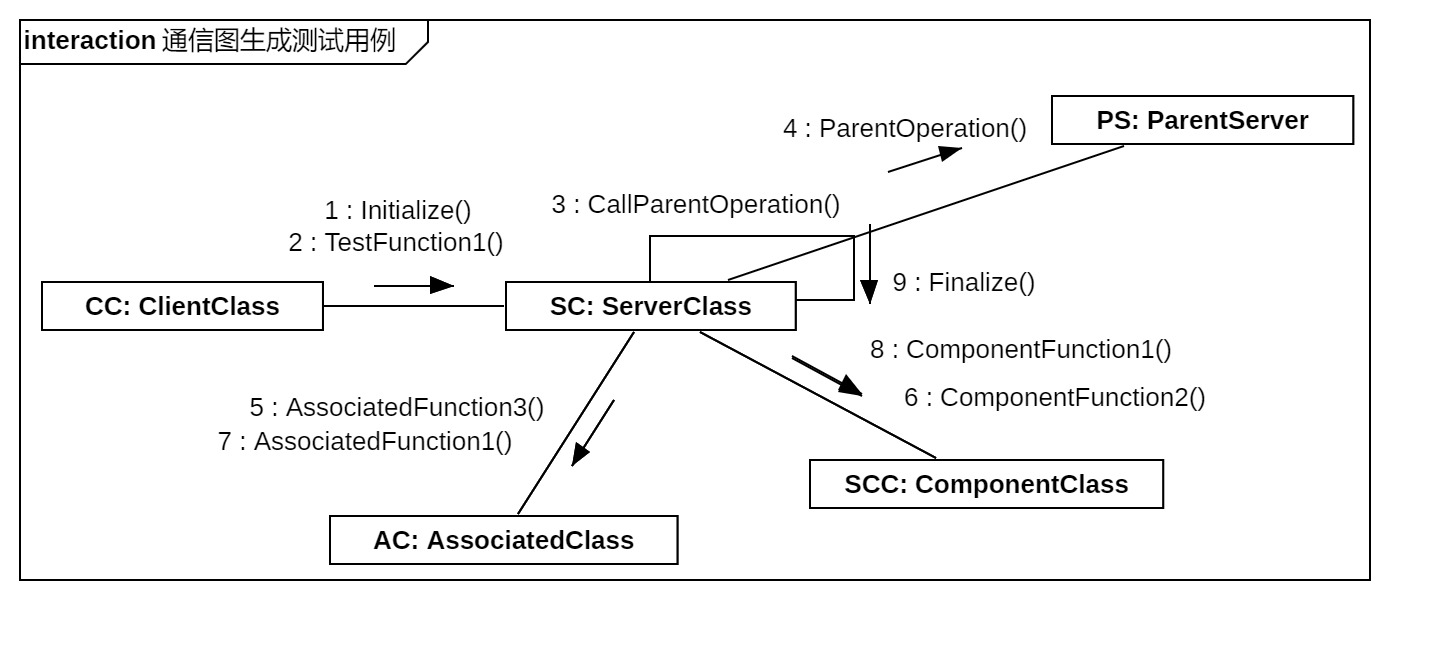 interaction 通信图生成测试用例
PS: ParentServer
4 : ParentOperation()
3 : CallParentOperation()
1 : Initialize()
2 : TestFunction1()
9 : Finalize()
CC: ClientClass
SC: ServerClass
8 : ComponentFunction1()
6 : ComponentFunction2()
5 : AssociatedFunction3()
7 : AssociatedFunction1()
SCC: ComponentClass
AC: AssociatedClass